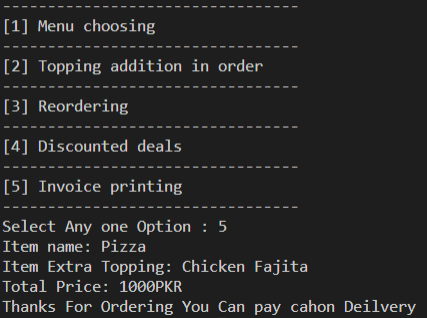 ---------------------------------
[1] Menu choosing
---------------------------------
[2] Topping addition in order
---------------------------------
[3] Reordering
---------------------------------
[4] Discounted deals
---------------------------------
[5] Invoice printing
---------------------------------
Select Any one Option : 5
Item name: Pizza
Item Extra Topping: Chicken Fajita
Total Price: 1000PKR
Thanks For Ordering You Can pay cahon Deilvery